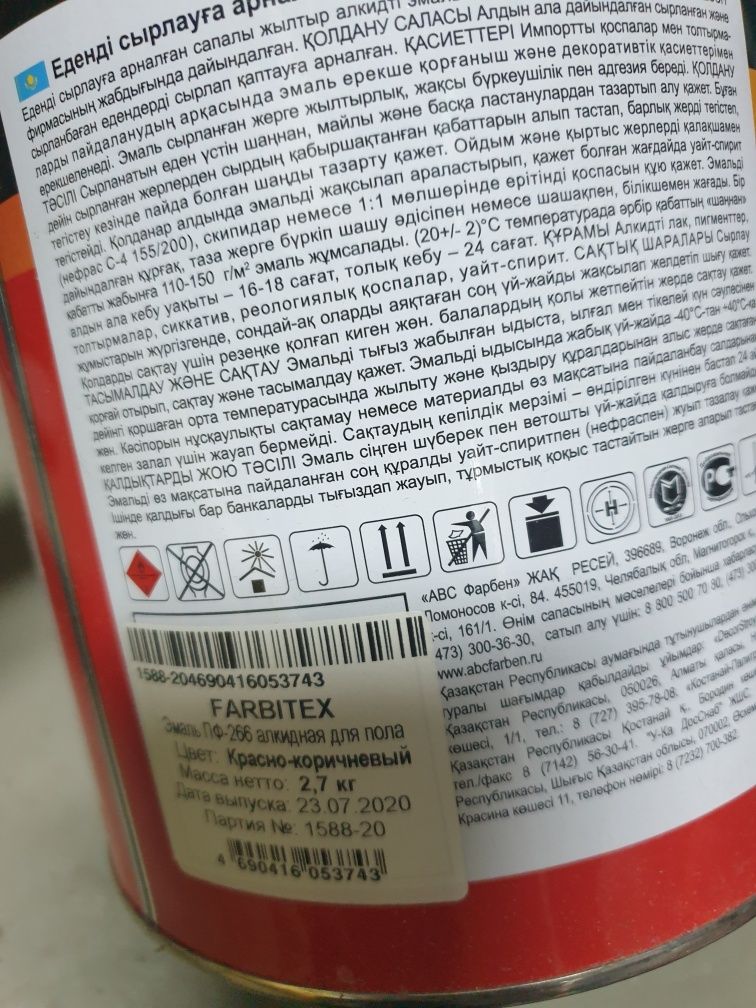 Еденді сырлауға
Еденді сырлауға арналған сапалы жылтыр алкидті
фирмасының жабдығында дайындалған. ҚОЛДАНУ САЛАСЫ Алдын ала дайындалған сырланған және
сырланбаған едендерді сырлап қаптауға арналған. ҚАСИЕТТЕРІ Импортты қоспалар мен толтырма-
ларды пайдаланудың арқасында эмаль ерекше қорғаныш және декоративтік қасиеттерімен
ерекшеленеді. Эмаль сырланған жерге жылтырлық, жақсы бүркеушілік пен адгезия береді. ҚОЛДАНУ
ТӘСІЛІ Сырланатын еден үстін шаңнан, майлы және басқа ластанулардан тазартып алу қажет. Бұған
дейін сырланған жерлерден сырдың қабыршақтанған қабаттарын алып тастап, барлық жерді тегістеп,
тегістеу кезінде пайда болған шаңды тазарту қажет. Ойдым және қыртыс жерлерді қалақшамен
тегістейді. Қолданар алдында эмальді жақсылап араластырып, қажет болған жағдайда уайт-спирит
(нефрас С-4 155/200), скипидар немесе 1:1 мөлшерінде ерітінді қоспасын құю қажет. Эмальді
дайындалған құрғақ, таза жерге бүркіп шашу әдісіпен немесе шашақпен, білікшемен жағады. Бір
қабатты жабынға 110-150 г/м² эмаль жұмсалады. (20+/- 2)°С температурада әрбір қабаттың «шаңнан»
алдын ала кебу уақыты – 16-18 сағат, толық кебу – 24 сағат. ҚҰРАМЫ Алкидті лак, пигменттер,
толтырмалар, сиккатив, реологиялық қоспалар, уайт-спирит. САҚТЫҚ ШАРАЛАРЫ Сырлау
жұмыстарын жүргізгенде, сондай-ақ оларды аяқтаған соң үй-жайды жақсылап желдетіп шығу қажет.
Қолдарды сақтау үшін резеңке қолғап киген жөн. балалардың қолы жетпейтін жерде сақтау қажет.
ТАСЫМАЛДАУ ЖӘНЕ САҚТАУ Эмальді тығыз жабылған ыдыста, ылғал мен тікелей күн сәулесінен
қорғай отырып, сақтау және тасымалдау қажет. Эмальді ыдысында жабық үй-жайда -40°С-тан +40°С-қа
дейінгі қоршаған орта температурасында жылыту және қыздыру құралдарынан алыс жерде сақтаған
жөн. Кәсіпорын нұсқаулықты сақтамау немесе материалды өз мақсатына пайдаланбау салдарынан
келген залал үшін жауап бермейді. Сақтаудың кепілдік мерзімі – өндірілген күнінен бастап 24 ай
ҚАЛДЫҚТАРДЫ ЖОЮ ТӘСІЛІ Эмаль сіңген шүберек пен ветошты үй-жайда қалдыруға болмайды
Эмальді өз мақсатына пайдаланған соң құралды уайт-спиритпен (нефраспен) жуып тазалау
Ішінде қалдығы бар банкаларды тығыздап жауып, тұрмыстық қоқыс тастайтын жерге апарып
жөн.
Н
«АВС Фарбен» ЖАҚ РЕСЕЙ, 396689, Воронеж обл.,
Ломоносов к-сі, 84. 455019, Челябьлық обл, Магнитогорск қ.,
-сі, 161/1. Өнім сапасының мәселелері бойынша
473) 300-36-30, сатып алу үшін: 8 800 500 70 80,
www.abcfarben.ru
Қазақстан Республикасы аумағында тұтынушылардан
туралы шағымдар қабылдайды ұйымдар:
Қазақстан Республикасы, 050026, Алматы қаласы,
көшесі, 1/1, тел.: 8 (727) 395-78-08.
Қазақстан Республикасы Қостанай қ., Бородин
тел./факс 8 (7142) 56-30-41. "У-Ка ДосСнаб" ЖШС,
Республикасы, Шығыс Қазақстан облысы, 070002,
Красина көшесі 11, телефон нөмірі: 8 (7232) 700-382.
1588-204690416053743
FARBITEX
Эмаль ПФ-266 алкидная для пола
Цвет: Красно-коричневый
Масса нетто: 2,7 кг
Дата выпуска: 23.07.2020
Партия №: 1588-20
4 690416 053743